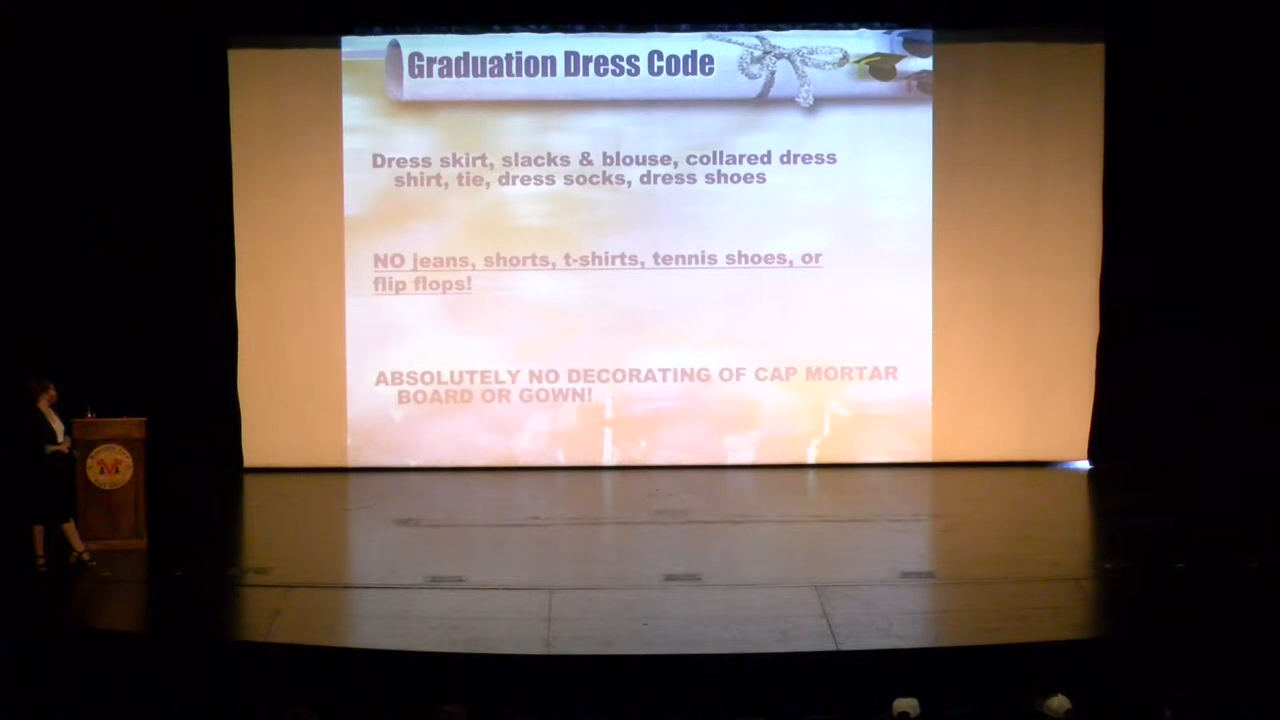 Graduation Dress Code
Dress skirt, slacks & blouse, collared dress
shirt, tie, dress socks, dress shoes
NO jeans, shorts, t-shirts, tennis shoes, or
flip flops!
ABSOLUTELY NO DECORATING OF CAP MORTAR
BOARD OR GOWN!
M